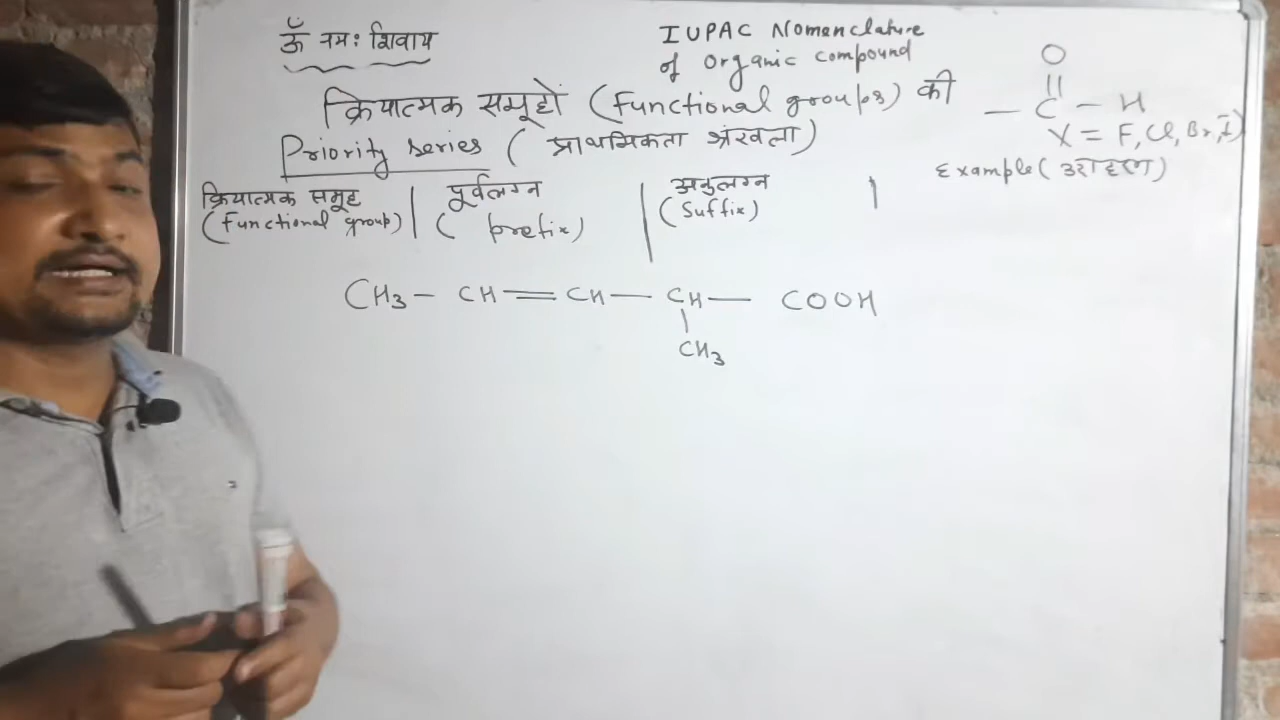 ॐ नमः शिवाय
IUPAC Nomenclature
of organic compound
क्रियात्मक समूहों (Functional groups) की
Priority series ( प्राथमिकता श्रंखला)
O
||
— C — H
X = F, Cl, Br, I)
Example(उदाहरण)
क्रियात्मक समूह | पूर्वलग्न | अनुलग्न |
(Functional group) ( prefix) (Suffix)
CH3 — CH = CH — CH — COOH
|
CH3